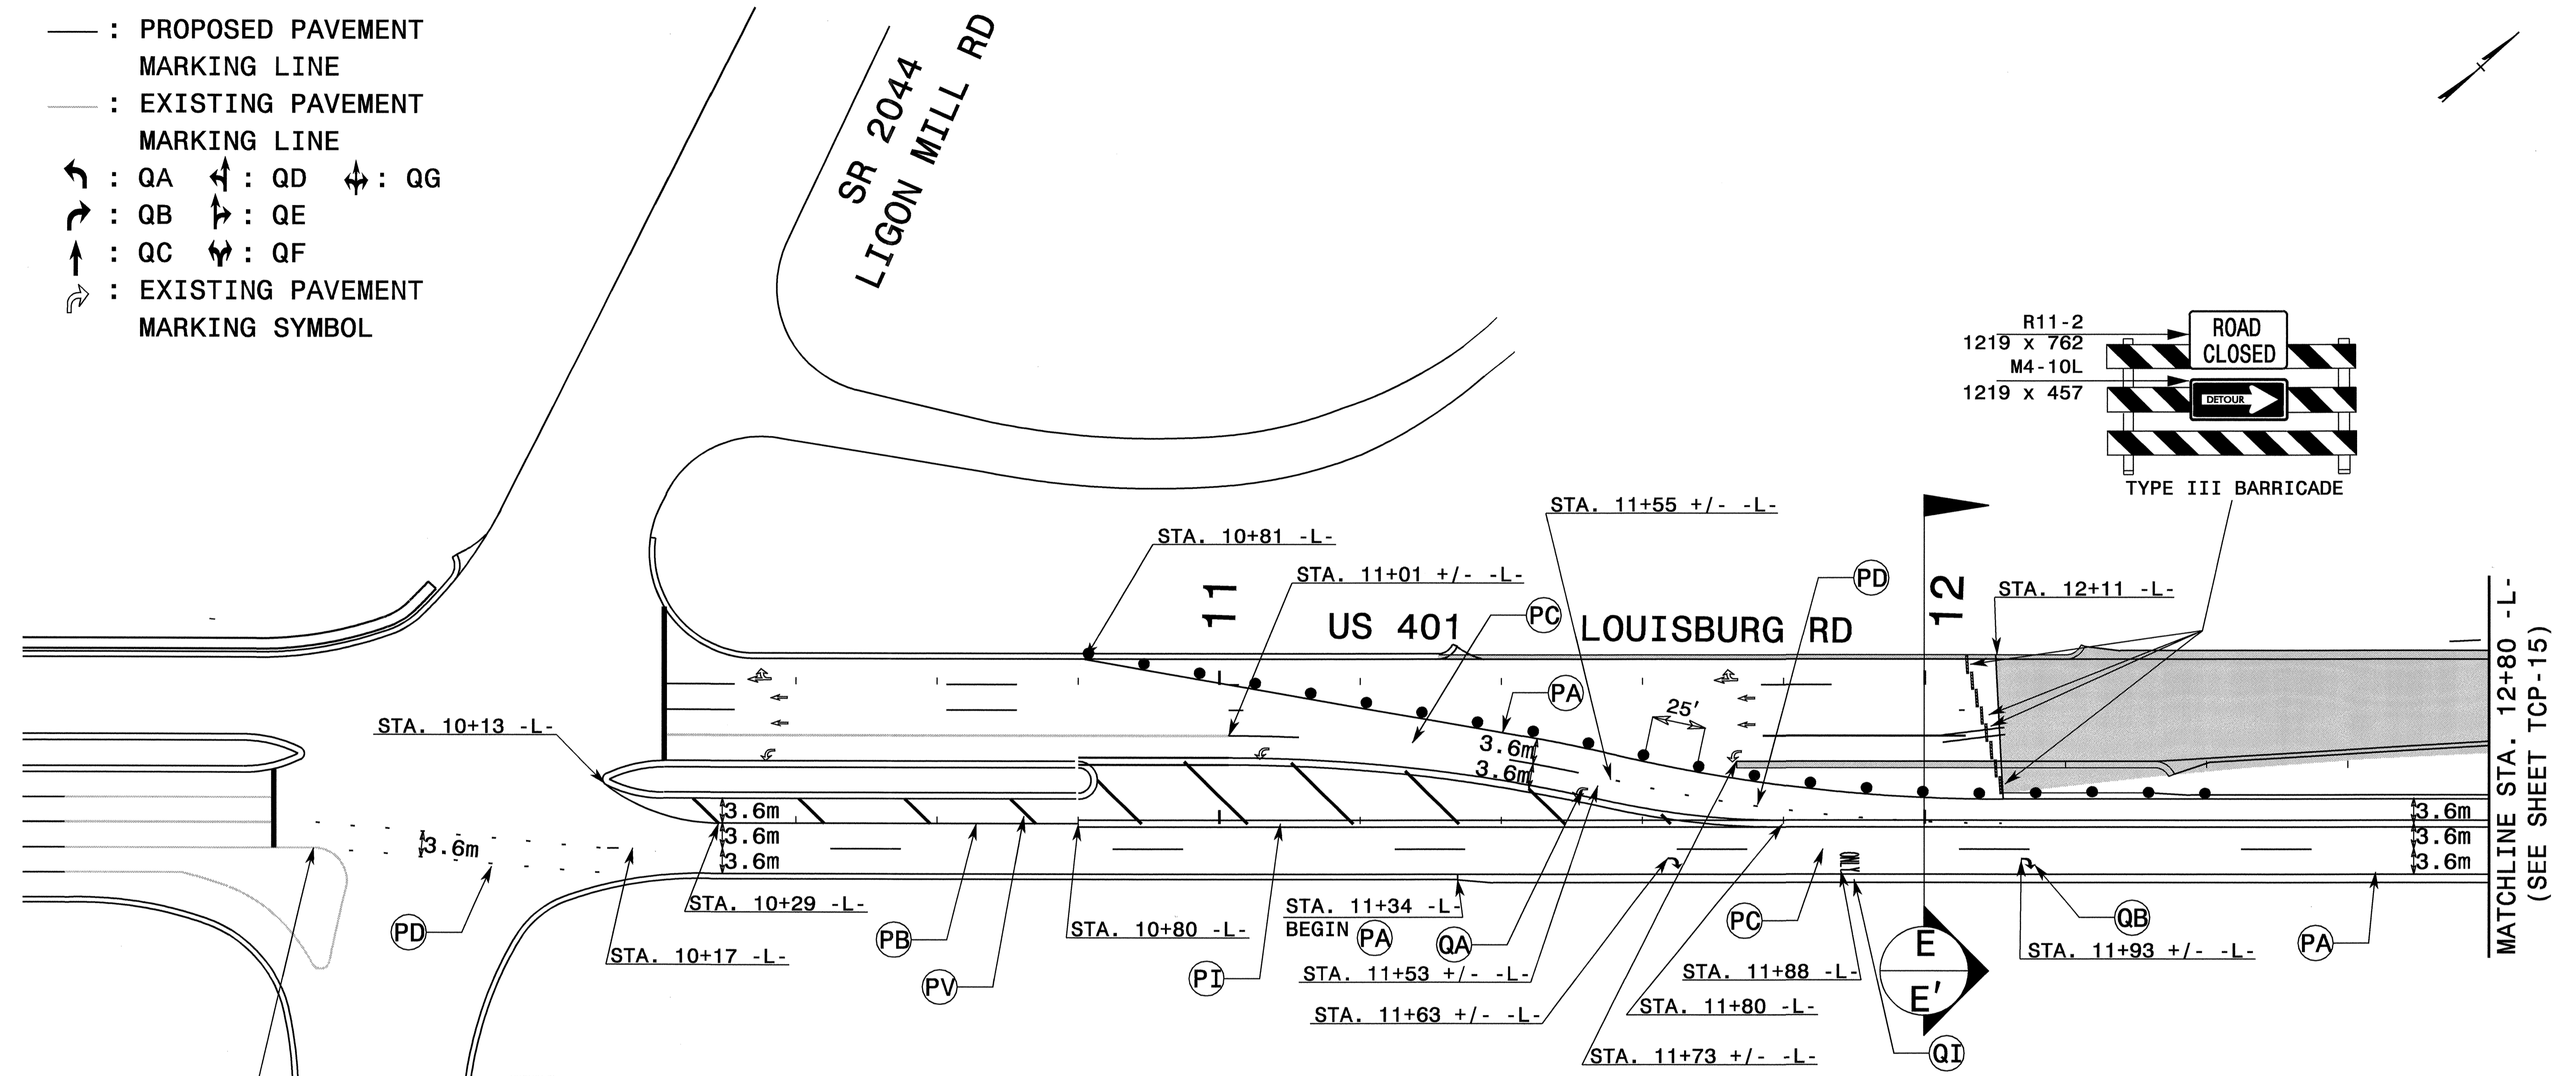 : PROPOSED PAVEMENT
MARKING LINE
: EXISTING PAVEMENT
MARKING LINE
: QA : QD : QG
: QB : QE
: QC : QF
: EXISTING PAVEMENT
MARKING SYMBOL
SR 2044
LIGON MILL RD
R11-2
1219 x 762
M4-10L
1219 x 457
ROAD
CLOSED
DETOUR
TYPE III BARRICADE
STA. 11+55 +/- -L-
STA. 10+81 -L-
STA. 11+01 +/- -L-
PD
STA. 12+11 -L-
11
12
US 401 LOUISBURG RD
PC
PA
25'
STA. 10+13 -L-
3.6m
3.6m
3.6m
3.6m
3.6m
3.6m
3.6m
3.6m
3.6m
ONLY
MATCHLINE STA. 12+80 -L-
(SEE SHEET TCP-15)
STA. 10+29 -L-
STA. 11+34 -L-
BEGIN PA
PD
STA. 10+17 -L-
PB
STA. 10+80 -L-
QA
PC
QB
STA. 11+93 +/- -L-
PA
PV
PI
STA. 11+53 +/- -L-
STA. 11+88 -L-
E
E'
STA. 11+63 +/- -L-
STA. 11+80 -L-
STA. 11+73 +/- -L-
QI